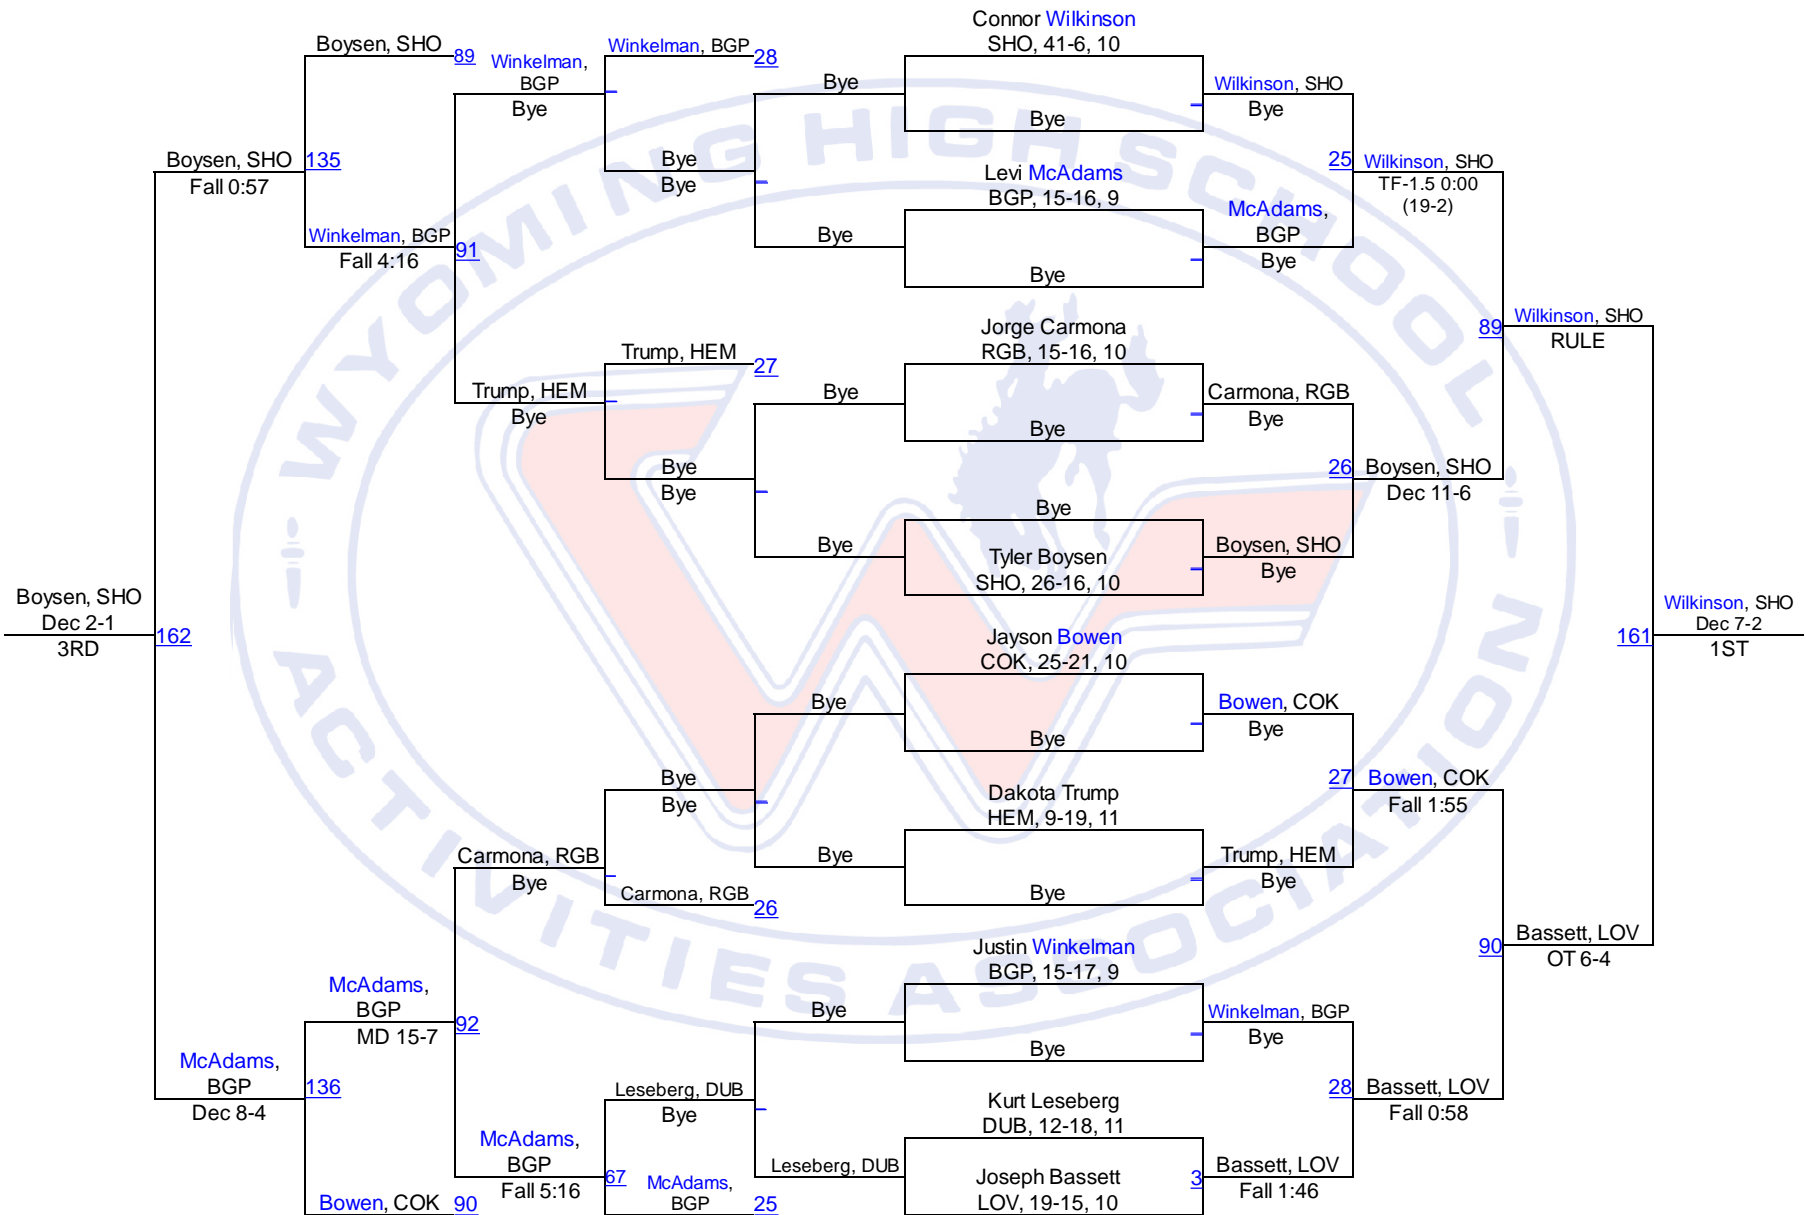 Connor Wilkinson
SHO, 41-6, 10
Boysen, SHO
89
Winkelman,
BGP
Bye
Winkelman, BGP
28
Bye
Bye
Wilkinson, SHO
Bye
Boysen, SHO
Fall 0:57
135
Bye
Bye
Levi McAdams
BGP, 15-16, 9
25
Wilkinson, SHO
TF-1.5 0:00
(19-2)
Winkelman, BGP
Fall 4:16
91
Bye
Bye
McAdams,
BGP
Bye
Jorge Carmona
RGB, 15-16, 10
89
Wilkinson, SHO
RULE
Trump, HEM
27
Trump, HEM
Bye
Bye
Bye
Carmona, RGB
Bye
Bye
Bye
26
Boysen, SHO
Dec 11-6
Bye
Bye
Tyler Boysen
SHO, 26-16, 10
Boysen, SHO
Bye
Boysen, SHO
Dec 2-1
3RD
162
Jayson Bowen
COK, 25-21, 10
161
Wilkinson, SHO
Dec 7-2
1ST
Bye
Bye
Bowen, COK
Bye
Bye
Bye
Dakota Trump
HEM, 9-19, 11
27
Bowen, COK
Fall 1:55
Carmona, RGB
Bye
Bye
Bye
Trump, HEM
Bye
Carmona, RGB
26
Justin Winkelman
BGP, 15-17, 9
90
Bassett, LOV
OT 6-4
McAdams,
BGP
MD 15-7
92
Bye
Bye
Winkelman, BGP
Bye
McAdams,
BGP
Dec 8-4
136
Leseberg, DUB
Bye
Kurt Leseberg
DUB, 12-18, 11
28
Bassett, LOV
Fall 0:58
McAdams,
BGP
Fall 5:16
67
Leseberg, DUB
Joseph Bassett
LOV, 19-15, 10
3
Bassett, LOV
Fall 1:46
Bowen, COK
90
McAdams,
BGP
25
WYOMING HIGH SCHOOL
ACTIVITIES ASSOCIATION